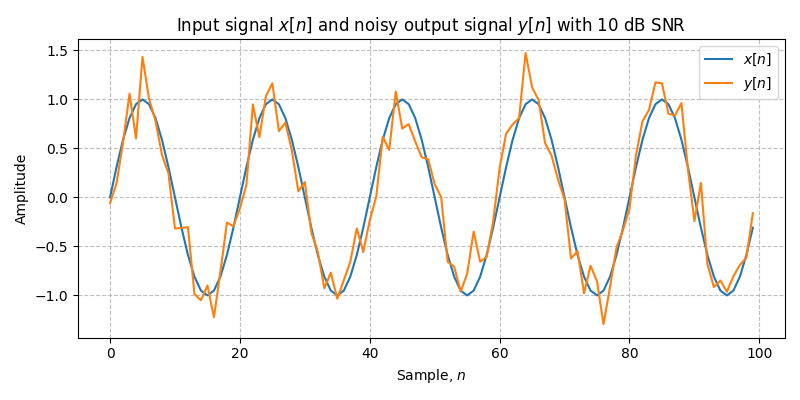 Input signal x[n] and noisy output signal y[n] with 10 dB SNR
1.5
1.0
0.5
0.0
−0.5
−1.0
Amplitude
x[n]
y[n]
0 20 40 60 80 100
Sample, n